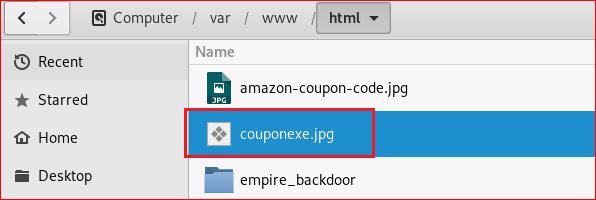 Computer / var / www / html
Name
Recent
amazon-coupon-code.jpg
JPG
Starred
couponexe.jpg
Home
Desktop
empire_backdoor